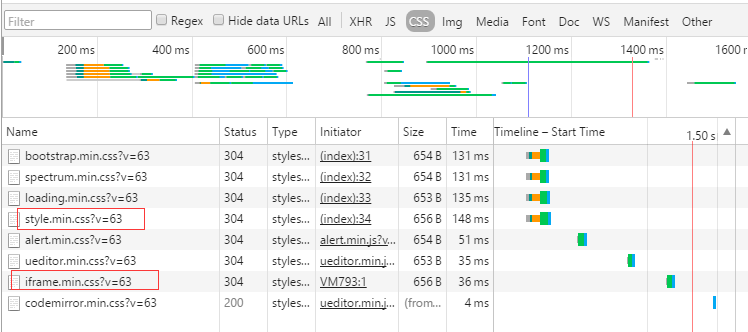 Filter Regex Hide data URLs All XHR JS CSS Img Media Font Doc WS Manifest Other
200 ms 400 ms 600 ms 800 ms 1000 ms 1200 ms 1400 ms 1600 m
Name Status Type Initiator Size Time Timeline – Start Time 1.50 s
bootstrap.min.css?v=63 304 styles... (index):31 654 B 131 ms
spectrum.min.css?v=63 304 styles... (index):32 654 B 131 ms
loading.min.css?v=63 304 styles... (index):33 653 B 135 ms
style.min.css?v=63 304 styles... (index):34 656 B 148 ms
alert.min.css?v=63 304 styles... alert.min.js?v... 654 B 51 ms
ueditor.min.css?v=63 304 styles... ueditor.min.j... 653 B 35 ms
iframe.min.css?v=63 304 styles... VM793:1 656 B 36 ms
codemirror.min.css?v=63 200 styles... ueditor.min.j... (from... 4 ms